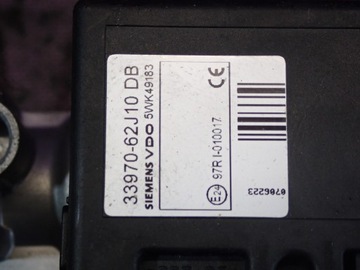 33970-62J10 DB
SIEMENS VDO 5WK49183
E24 97R I-010017
CE
0706223